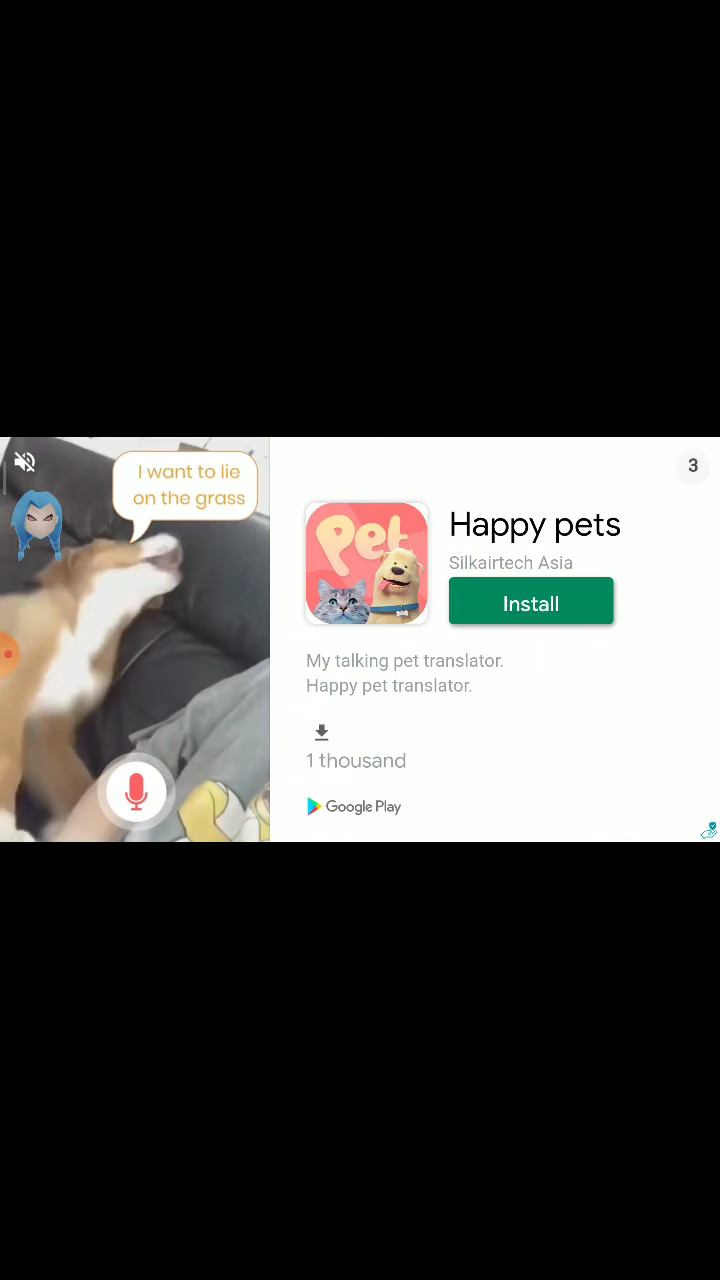 I want to lie
on the grass
3
Pet
Happy pets
Silkairtech Asia
Install
My talking pet translator.
Happy pet translator.
1 thousand
Google Play